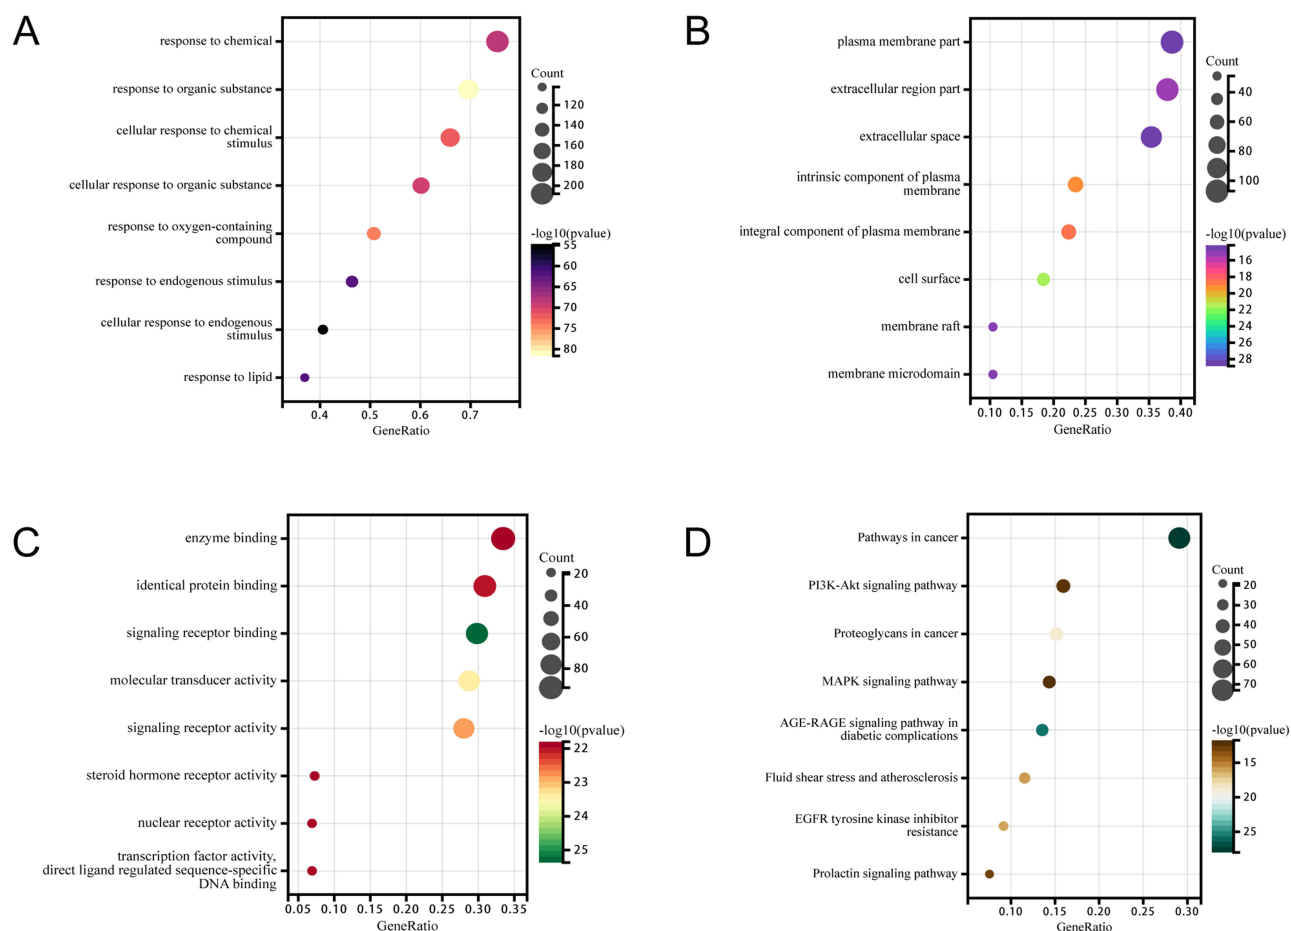 A
response to chemical
response to organic substance
cellular response to chemical
stimulus
cellular response to organic substance
response to oxygen-containing
compound
response to endogenous stimulus
cellular response to endogenous
stimulus
response to lipid
0.4 0.5 0.6 0.7
GeneRatio
Count
120
140
160
180
200
-log10(pvalue)
55
60
65
70
75
80
B
plasma membrane part
extracellular region part
extracellular space
intrinsic component of plasma
membrane
integral component of plasma membrane
cell surface
membrane raft
membrane microdomain
0.10 0.15 0.20 0.25 0.30 0.35 0.40
GeneRatio
Count
40
60
80
100
-log10(pvalue)
16
18
20
22
24
26
28
C
enzyme binding
identical protein binding
signaling receptor binding
molecular transducer activity
signaling receptor activity
steroid hormone receptor activity
nuclear receptor activity
transcription factor activity,
direct ligand regulated sequence-specific
DNA binding
0.05 0.10 0.15 0.20 0.25 0.30 0.35
GeneRatio
Count
20
40
60
80
-log10(pvalue)
22
23
24
25
D
Pathways in cancer
PI3K-Akt signaling pathway
Proteoglycans in cancer
MAPK signaling pathway
AGE-RAGE signaling pathway in
diabetic complications
Fluid shear stress and atherosclerosis
EGFR tyrosine kinase inhibitor
resistance
Prolactin signaling pathway
0.10 0.15 0.20 0.25 0.30
GeneRatio
Count
20
30
40
50
60
70
-log10(pvalue)
15
20
25